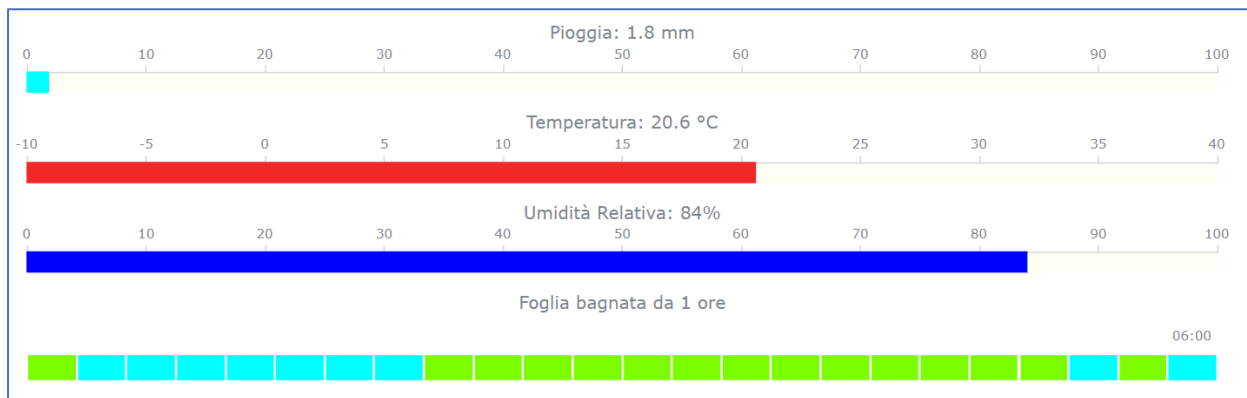 Pioggia: 1.8 mm
0 10 20 30 40 50 60 70 80 90 100
Temperatura: 20.6 °C
-10 -5 0 5 10 15 20 25 30 35 40
Umidità Relativa: 84%
0 10 20 30 40 50 60 70 80 90 100
Foglia bagnata da 1 ore
06:00